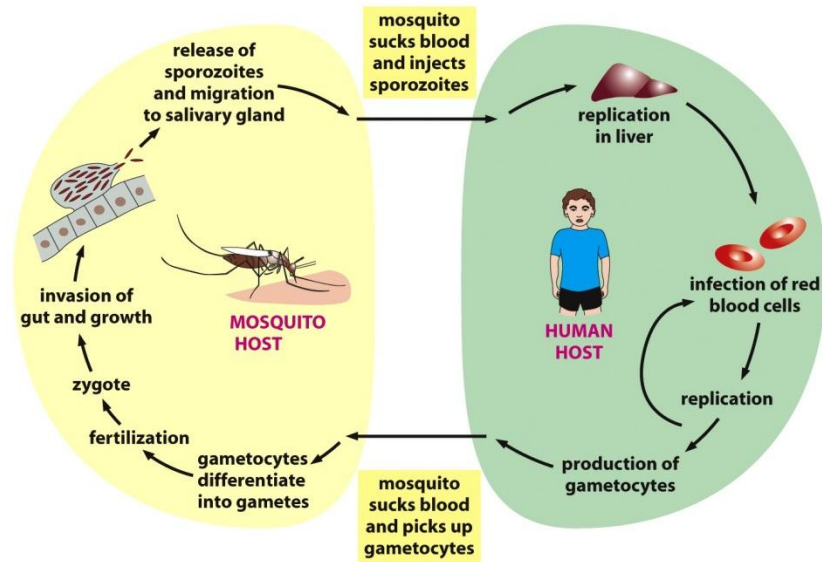 mosquito
sucks blood
and injects
sporozoites
release of
sporozoites
and migration
to salivary gland
invasion of
gut and growth
zygote
fertilization
gametocytes
differentiate
into gametes
MOSQUITO
HOST
replication
in liver
infection of red
blood cells
replication
production of
gametocytes
HUMAN
HOST
mosquito
sucks blood
and picks up
gametocytes